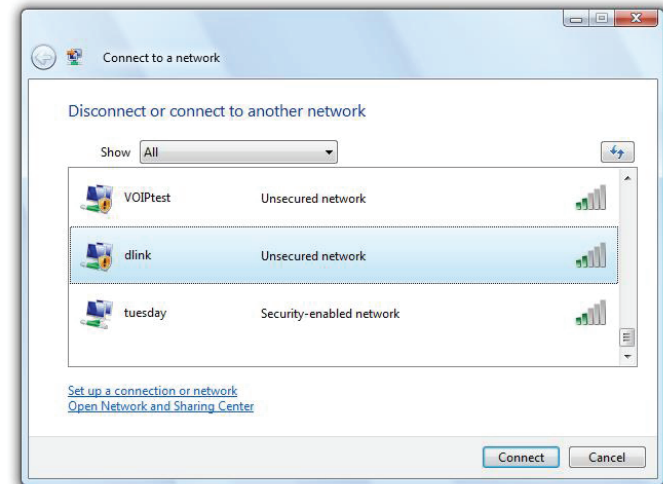 Connect to a network
Disconnect or connect to another network
Show All
VOIPtest Unsecured network
dlink Unsecured network
tuesday Security-enabled network
Set up a connection or network
Open Network and Sharing Center
Connect Cancel